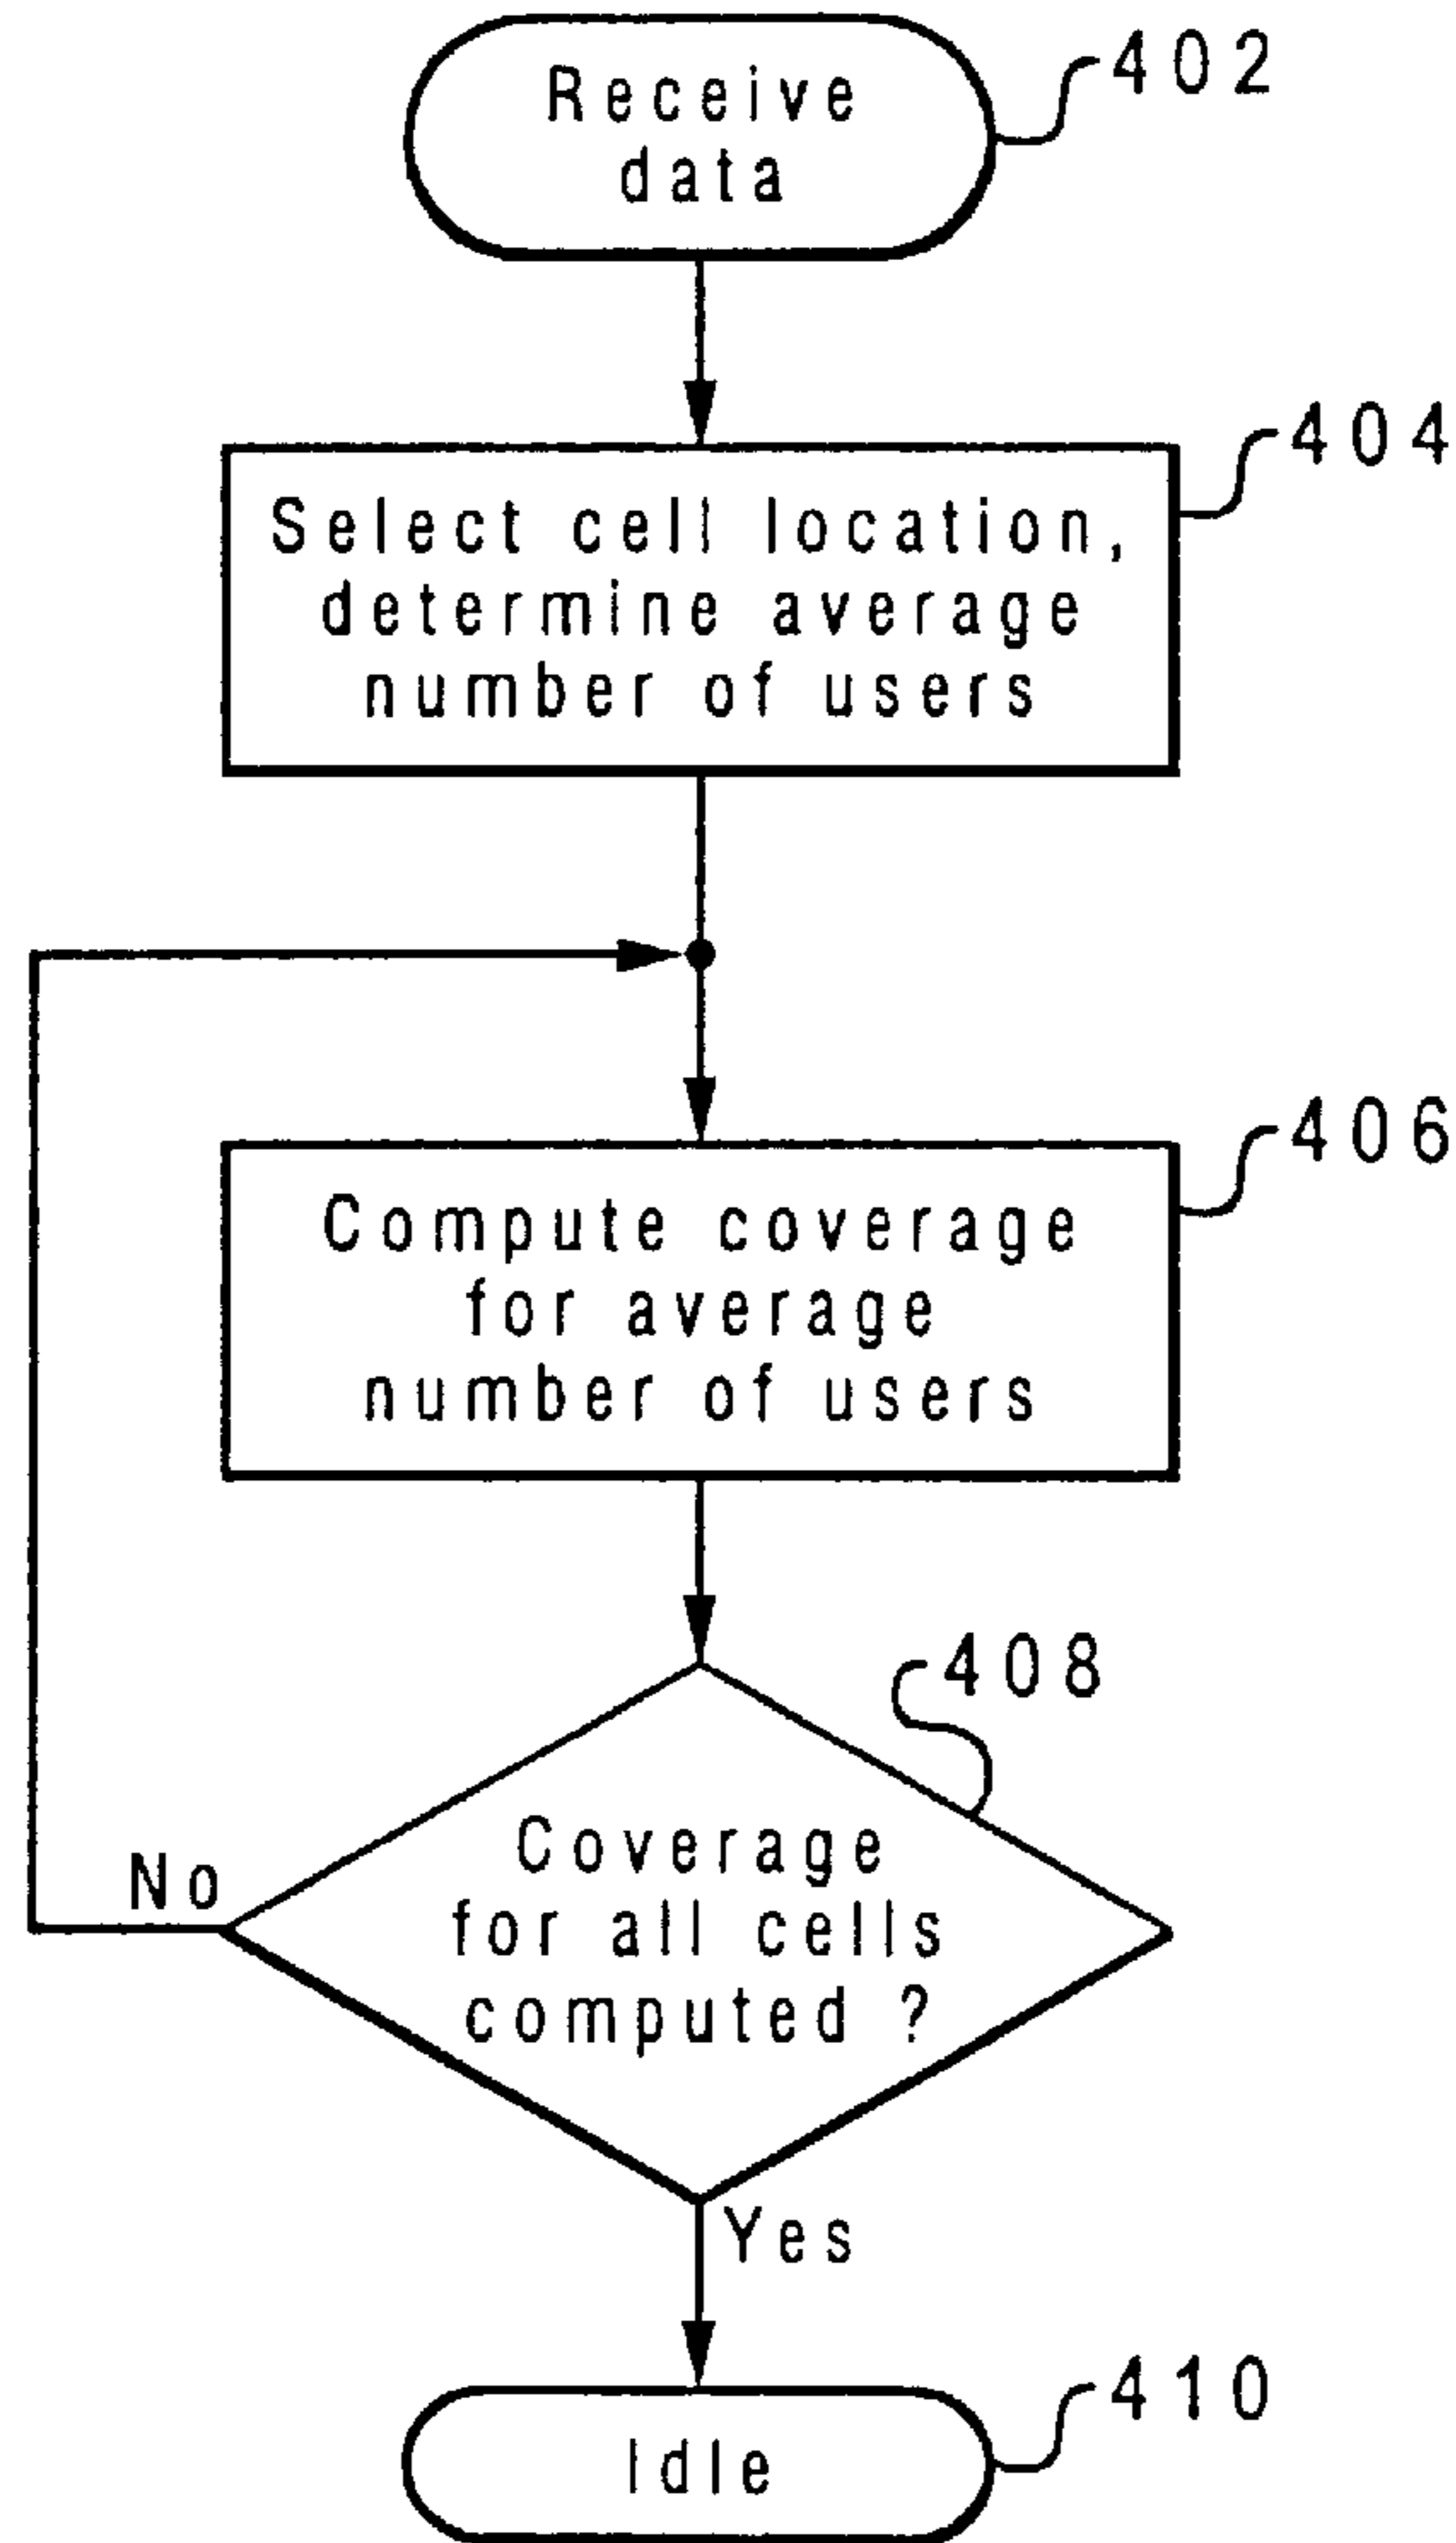 Receive
data
402
Select cell location,
determine average
number of users
404
Compute coverage
for average
number of users
406
408
Coverage
for all cells
computed ?
No
Yes
Idle
410